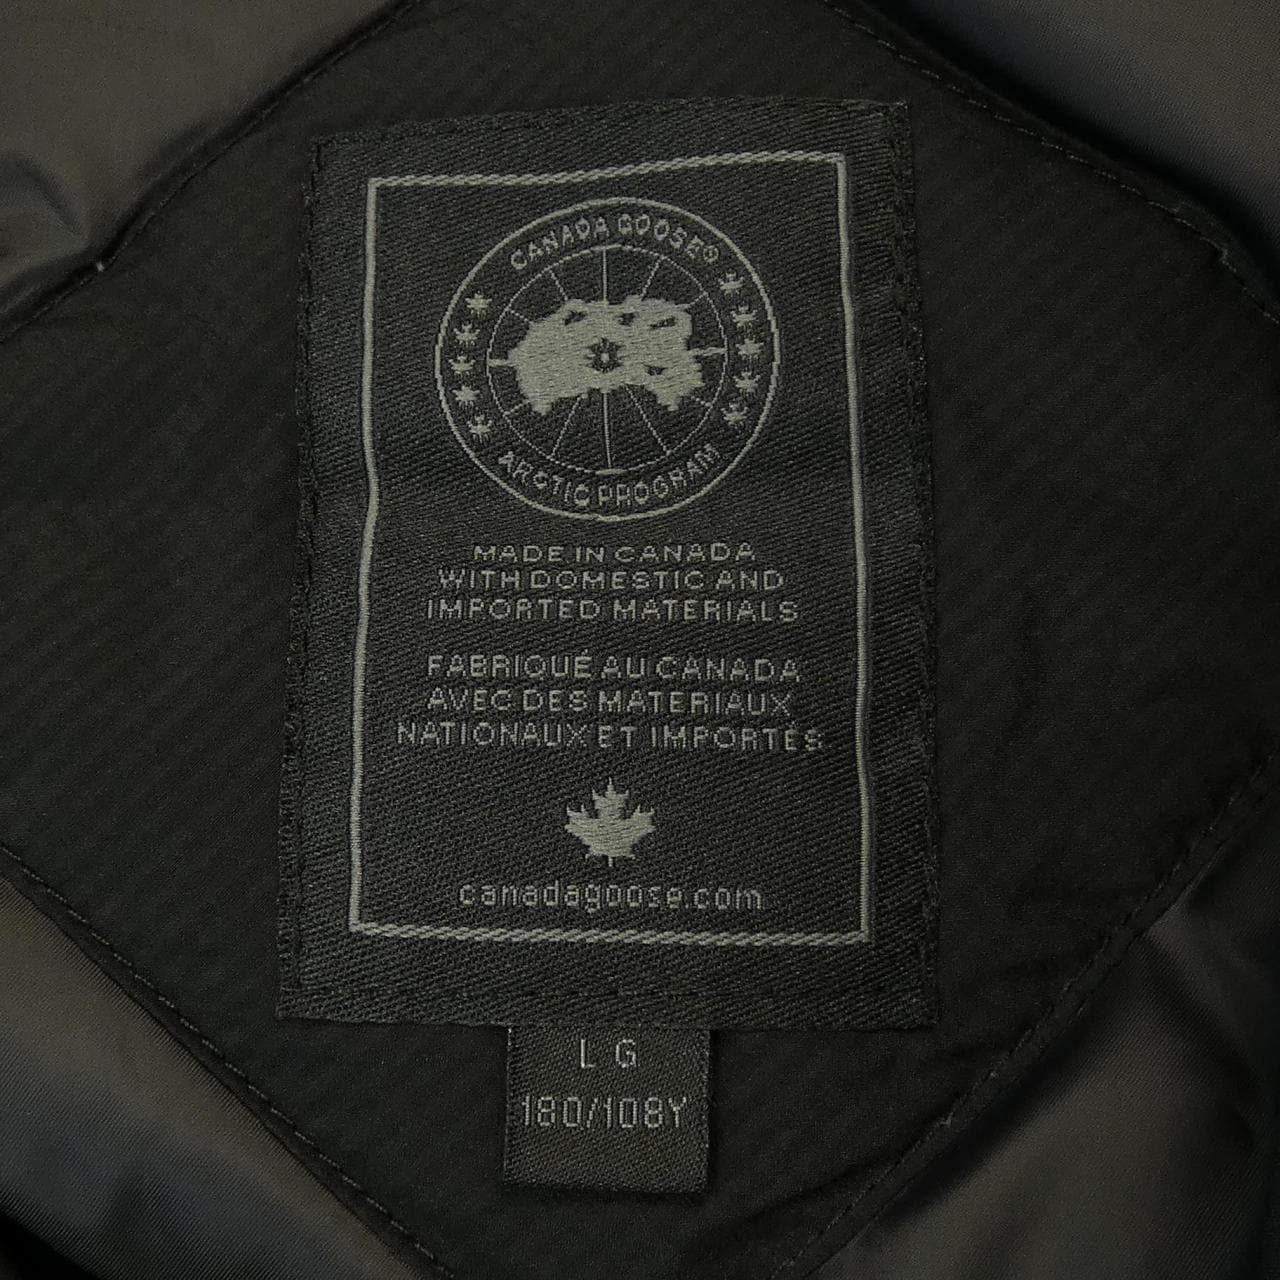 CANADA GOOSE®
ARCTIC PROGRAM
MADE IN CANADA
WITH DOMESTIC AND
IMPORTED MATERIALS
FABRIQUÉ AU CANADA
AVEC DES MATERIAUX
NATIONAUX ET IMPORTÉS
canadagoose.com
LG
180/108Y